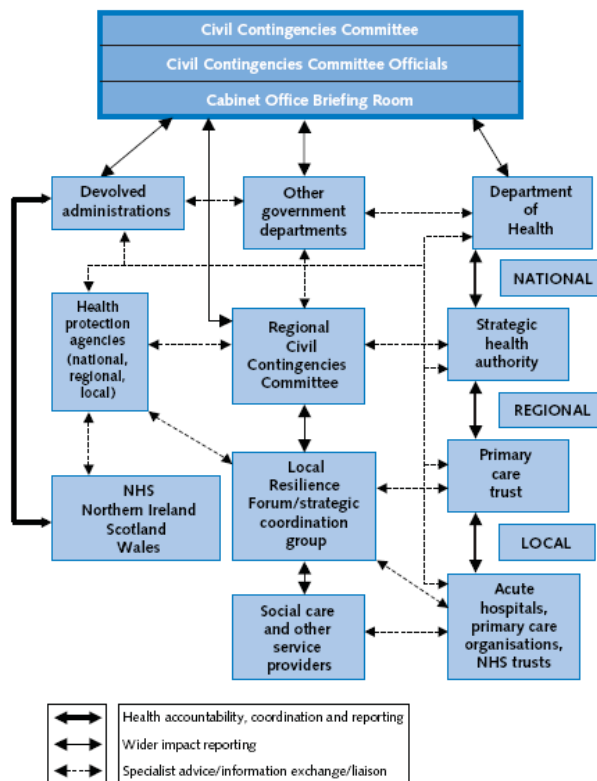 Civil Contingencies Committee
Civil Contingencies Committee Officials
Cabinet Office Briefing Room
Devolved
administrations
Other
government
departments
Department
of
Health
NATIONAL
Health
protection
agencies
(national,
regional,
local)
Regional
Civil
Contingencies
Committee
Strategic
health
authority
REGIONAL
NHS
Northern Ireland
Scotland
Wales
Local
Resilience
Forum/strategic
coordination
group
Primary
care
trust
LOCAL
Social care
and other
service
providers
Acute
hospitals,
primary care
organisations,
NHS trusts
Health accountability, coordination and reporting
Wider impact reporting
Specialist advice/information exchange/liaison